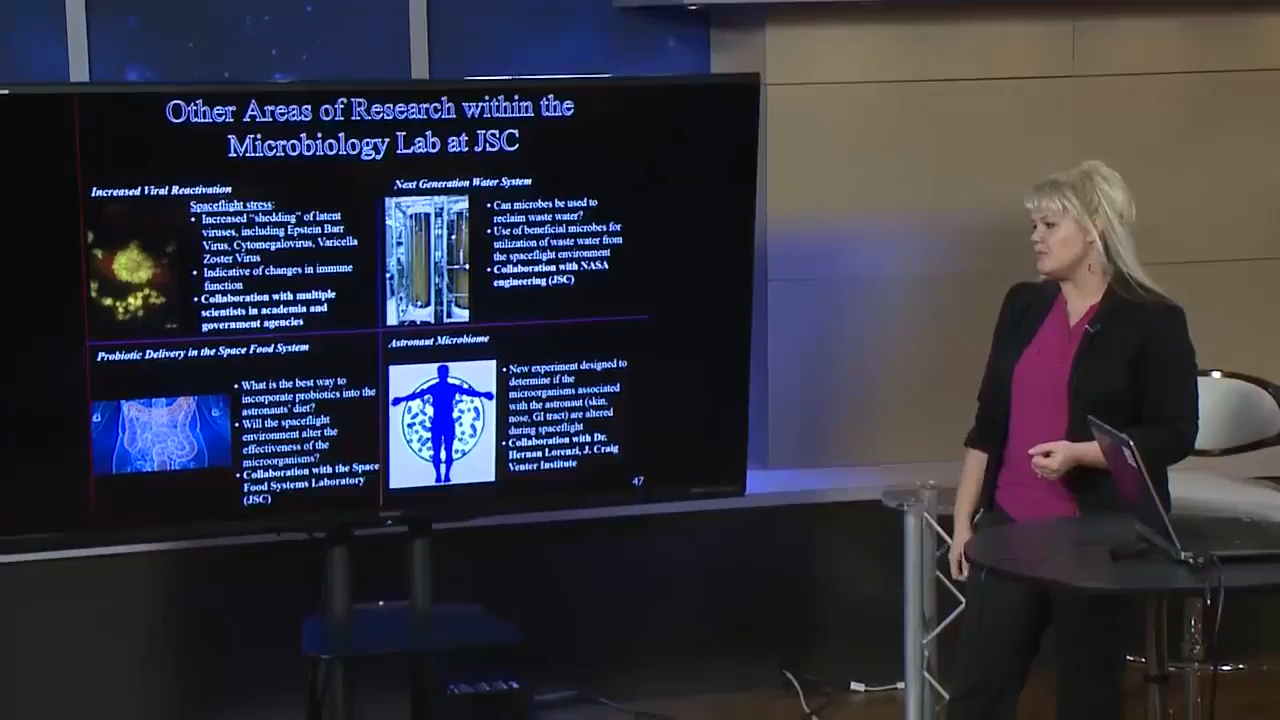 Other Areas of Research within the
Microbiology Lab at JSC
Increased Viral Reactivation
Spaceflight stress:
• Increased “shedding” of latent
viruses, including Epstein Barr
Virus, Cytomegalovirus, Varicella
Zoster Virus
• Indicative of changes in immune
function
• Collaboration with multiple
scientists in academia and
government agencies
Next Generation Water System
• Can microbes be used to
reclaim waste water?
• Use of beneficial microbes for
utilization of waste water from
the spaceflight environment
• Collaboration with NASA
engineering (JSC)
Probiotic Delivery in the Space Food System
• What is the best way to
incorporate probiotics into the
astronauts’ diet?
• Will the spaceflight
environment alter the
effectiveness of the
microorganisms?
• Collaboration with the Space
Food Systems Laboratory
(JSC)
Astronaut Microbiome
• New experiment designed to
determine if the
microorganisms associated
with the astronaut (skin,
nose, GI tract) are altered
during spaceflight
• Collaboration with Dr.
Hernan Lorenzi, J. Craig
Venter Institute
47